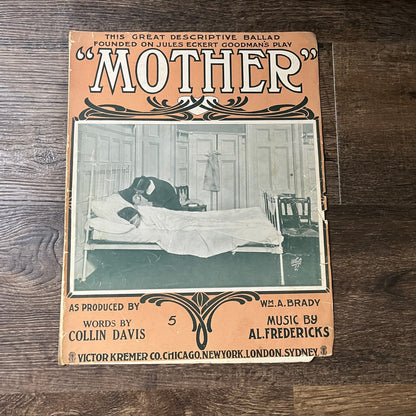 THIS GREAT DESCRIPTIVE BALLAD
FOUNDED ON JULES ECKERT GOODMAN'S PLAY
"MOTHER"
AS PRODUCED BY WM. A. BRADY
WORDS BY
COLLIN DAVIS
5
MUSIC BY
AL. FREDERICKS
VICTOR KREMER CO. CHICAGO, NEW YORK, LONDON, SYDNEY